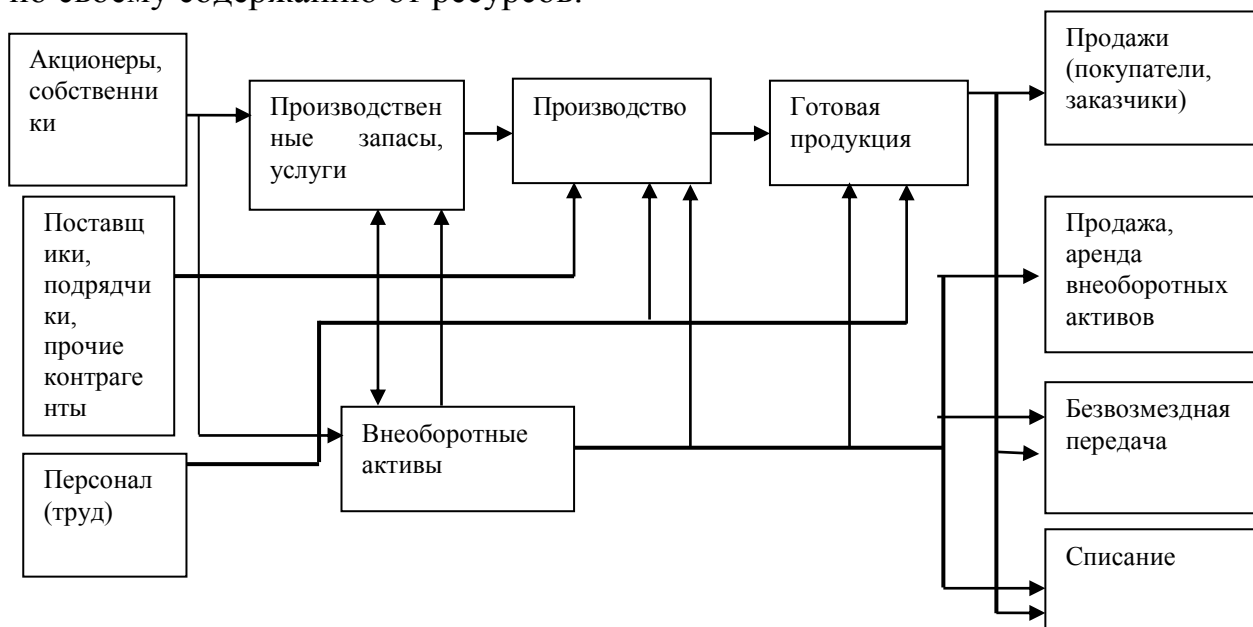 по своему содержанию от ресурсов.
Акционеры,
собственни
ки
Производствен
ные запасы,
услуги
Производство
Готовая
продукция
Продажи
(покупатели,
заказчики)
Поставщ
ики,
подрядчи
ки,
прочие
контраге
нты
Продажа,
аренда
внеоборотных
активов
Внеоборотные
активы
Безвозмездная
передача
Персонал
(труд)
Списание